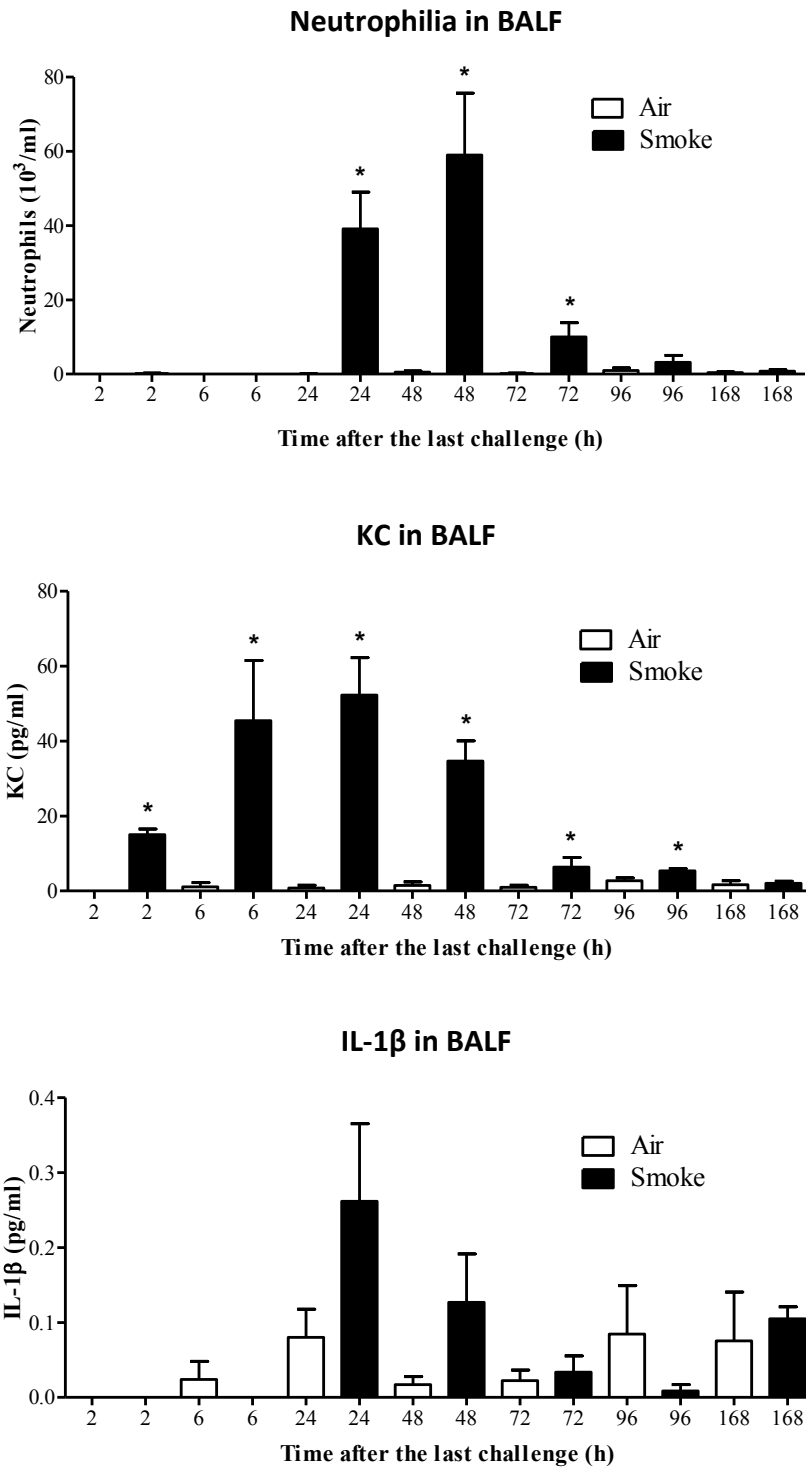 Neutrophilia in BALF
80
60
40
20
0
Neutrophils (10³/ml)
*
*
*
Air
Smoke
2 2 6 6 24 24 48 48 72 72 96 96 168 168
Time after the last challenge (h)
KC in BALF
80
60
40
20
0
KC (pg/ml)
*
*
*
*
*
*
Air
Smoke
2 2 6 6 24 24 48 48 72 72 96 96 168 168
Time after the last challenge (h)
IL-1β in BALF
0.4
0.3
0.2
0.1
0.0
IL-1β (pg/ml)
Air
Smoke
2 2 6 6 24 24 48 48 72 72 96 96 168 168
Time after the last challenge (h)